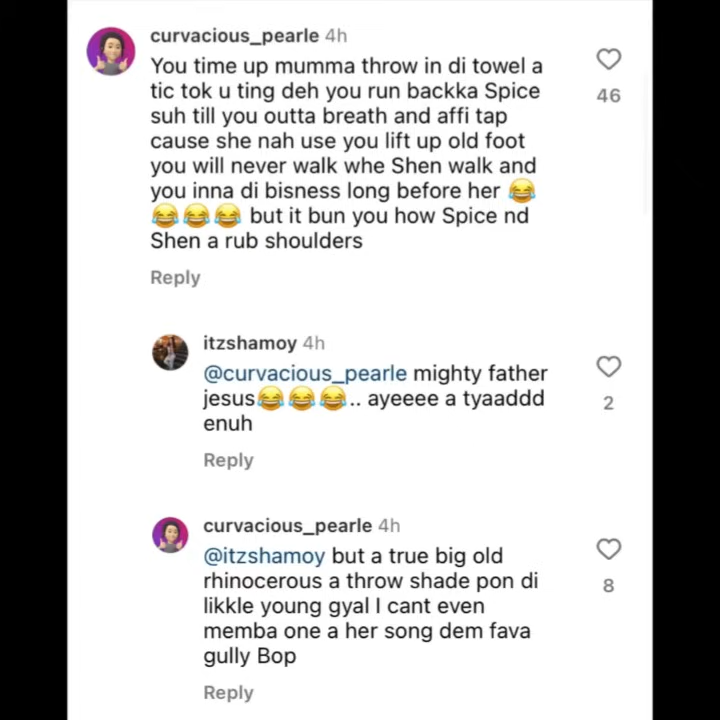 curvacious_pearle 4h
You time up mumma throw in di towel a
tic tok u ting deh you run backka Spice
suh till you outta breath and affi tap
cause she nah use you lift up old foot
you will never walk whe Shen walk and
you inna di bisness long before her 😂
😂😂😂 but it bun you how Spice nd
Shen a rub shoulders
46
Reply
itzshamoy 4h
@curvacious_pearle mighty father
jesus😂😂😂.. ayeeee a tyaaddd
enuh
2
Reply
curvacious_pearle 4h
@itzshamoy but a true big old
rhinocerous a throw shade pon di
likkle young gyal I cant even
memba one a her song dem fava
gully Bop
8
Reply